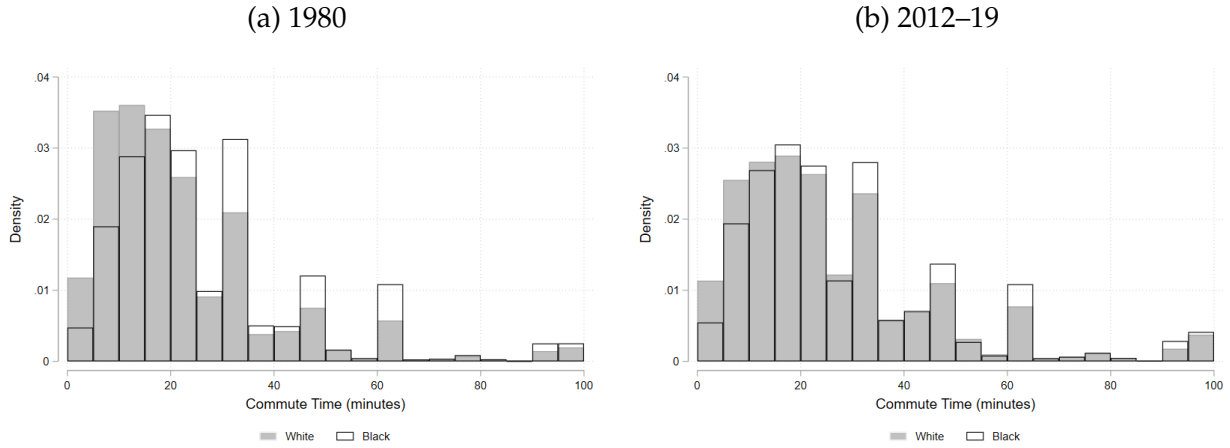 (a) 1980
.04
.03
.02
.01
0
Density
0 20 40 60 80 100
Commute Time (minutes)
White Black
(b) 2012–19
.04
.03
.02
.01
0
Density
0 20 40 60 80 100
Commute Time (minutes)
White Black